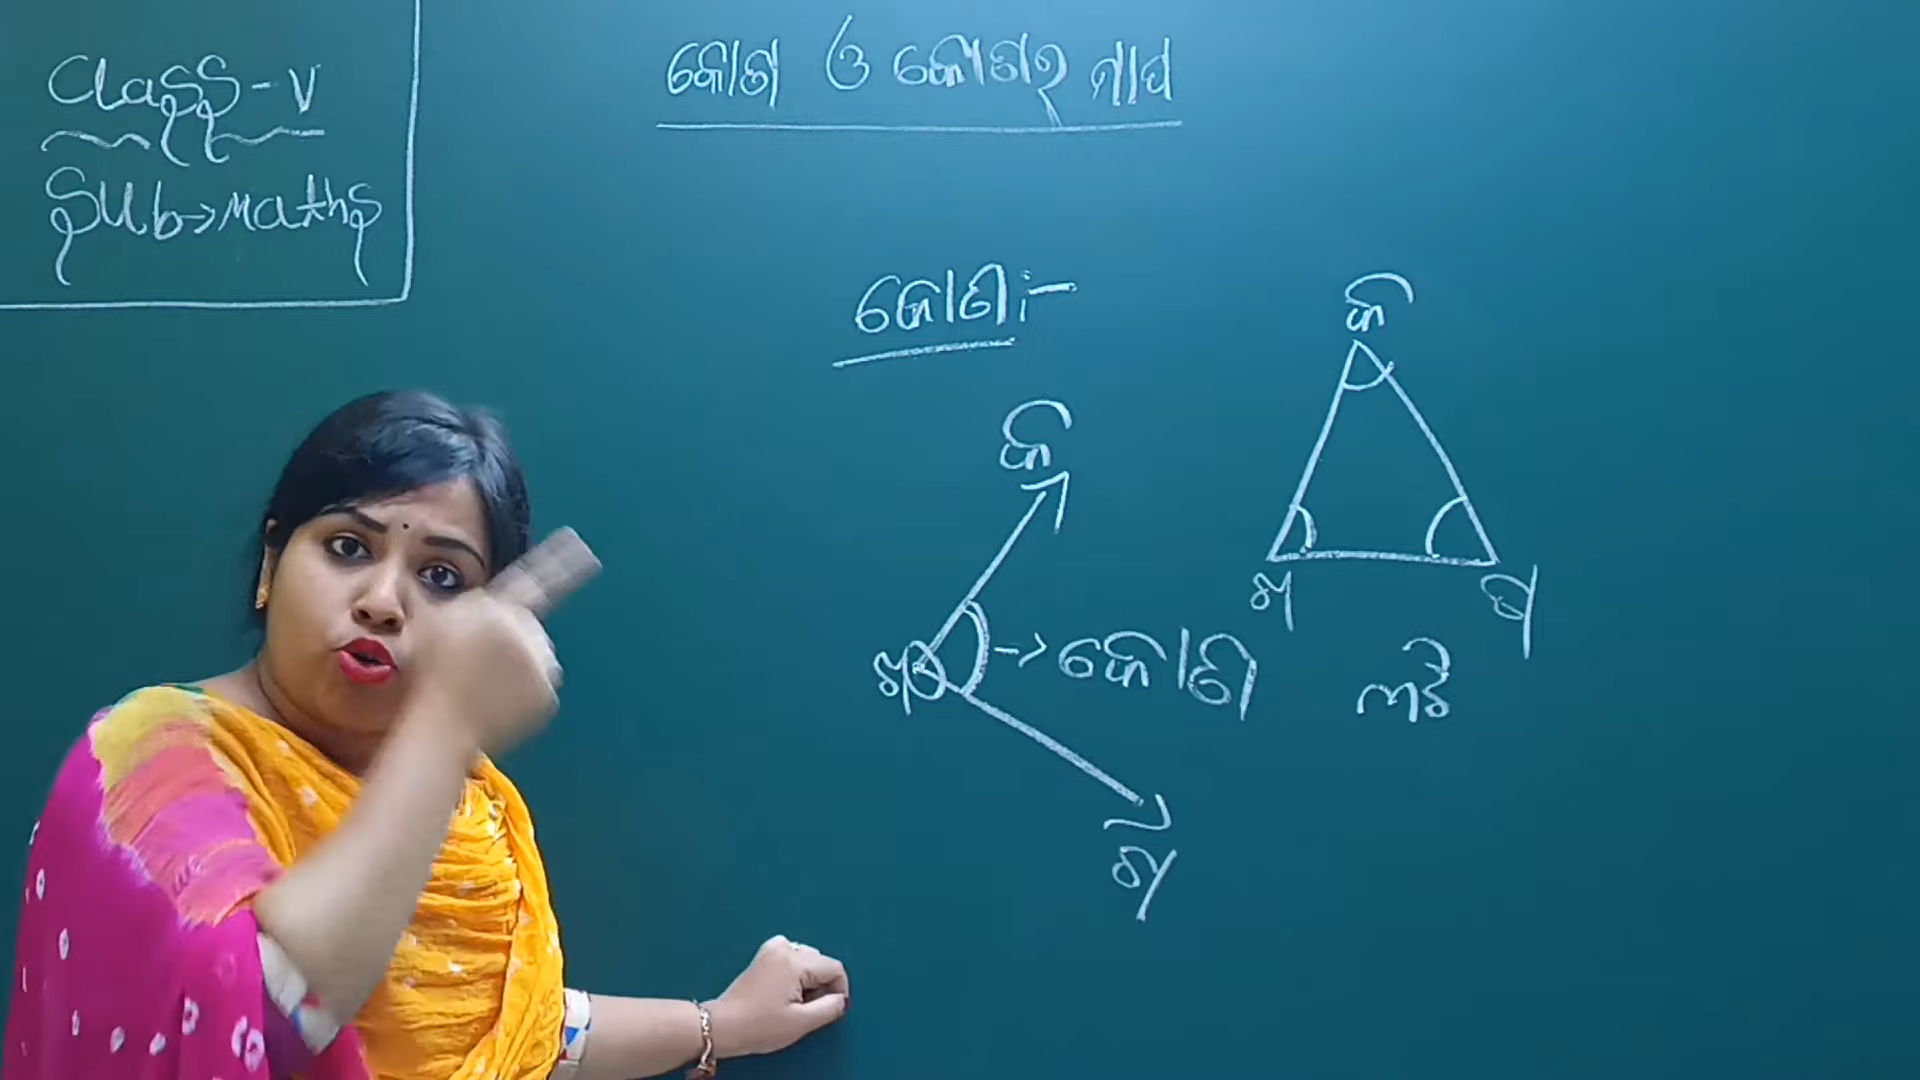 Class - V
Sub → Maths
କୋଣ ଓ କୋଣର ମାପ
କୋଣ :-
କ
କ
ଖ
ଖ → କୋଣ
ଗ